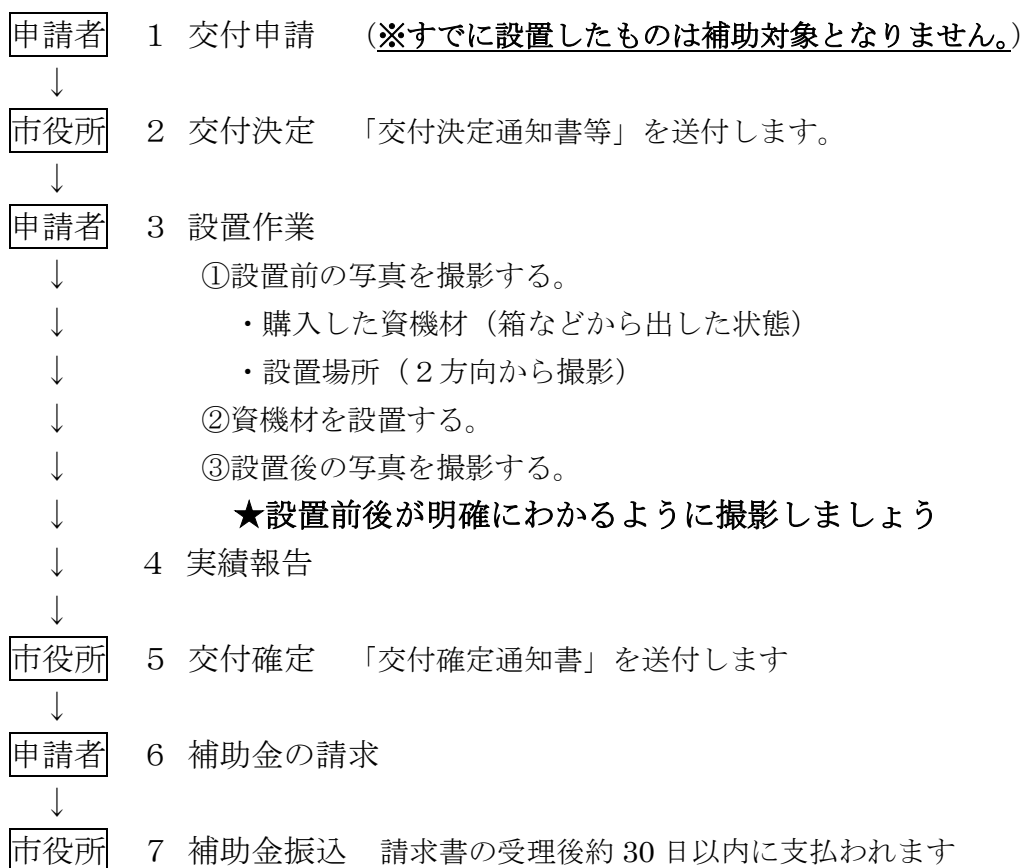 申請者 1 交付申請 (※すでに設置したものは補助対象となりません。)
↓
市役所 2 交付決定 「交付決定通知書等」を送付します。
↓
申請者 3 設置作業
↓ ①設置前の写真を撮影する。
↓ ・購入した資機材(箱などから出した状態)
↓ ・設置場所(2方向から撮影)
↓ ②資機材を設置する。
↓ ③設置後の写真を撮影する。
↓ ★設置前後が明確にわかるように撮影しましょう
↓ 4 実績報告
↓
市役所 5 交付確定 「交付確定通知書」を送付します
↓
申請者 6 補助金の請求
↓
市役所 7 補助金振込 請求書の受理後約 30 日以内に支払われます